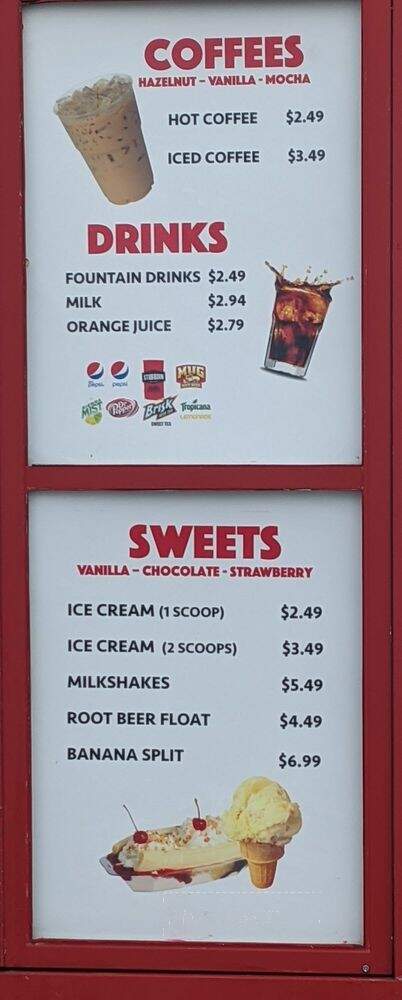 COFFEES
HAZELNUT – VANILLA - MOCHA
HOT COFFEE $2.49
ICED COFFEE $3.49
DRINKS
FOUNTAIN DRINKS $2.49
MILK $2.94
ORANGE JUICE $2.79
pepsi
MUG
MIST Dr Pepper Brisk Tropicana
LEMONADE
SWEET TEA
SWEETS
VANILLA – CHOCOLATE - STRAWBERRY
ICE CREAM (1 SCOOP) $2.49
ICE CREAM (2 SCOOPS) $3.49
MILKSHAKES $5.49
ROOT BEER FLOAT $4.49
BANANA SPLIT $6.99